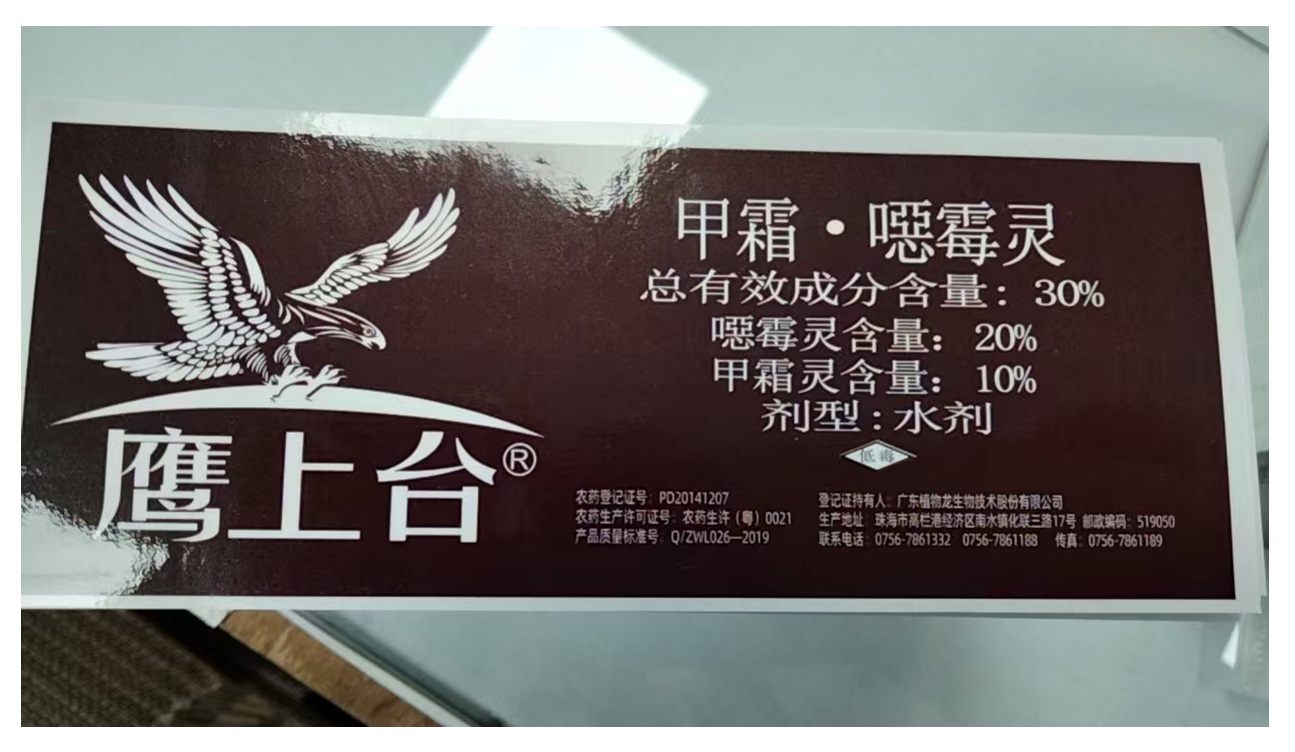 鹰上台®
甲霜·噁霉灵
总有效成分含量：30%
噁霉灵含量：20%
甲霜灵含量：10%
剂型：水剂
低毒
农药登记证号：PD20141207
农药生产许可证号：农药生许（粤）0021
产品质量标准号：Q/ZWL026—2019
登记证持有人：广东植物龙生物技术股份有限公司
生产地址：珠海市高栏港经济区南水镇化联三路17号 邮政编码：519050
联系电话：0756-7861332 0756-7861188 传真：0756-7861189